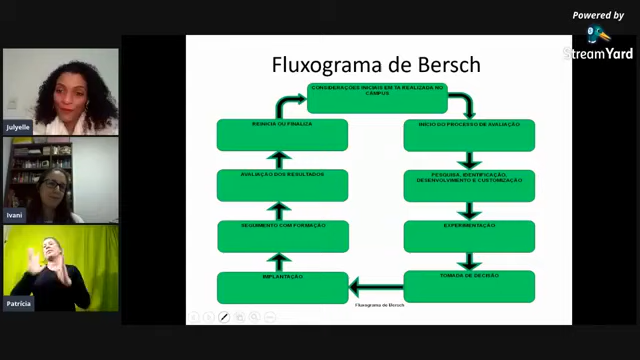 Powered by
StreamYard
Fluxograma de Bersch
CONSIDERAÇÕES INICIAIS EM TA REALIZADA NO
CAMPUS
INÍCIO DO PROCESSO DE AVALIAÇÃO
PESQUISA, IDENTIFICAÇÃO,
DESENVOLVIMENTO E CUSTOMIZAÇÃO
EXPERIMENTAÇÃO
TOMADA DE DECISÃO
IMPLANTAÇÃO
SEGUIMENTO COM FORMAÇÃO
AVALIAÇÃO DOS RESULTADOS
REINICIA OU FINALIZA
Fluxograma de Bersch
Julyelle
Ivani
Patrícia